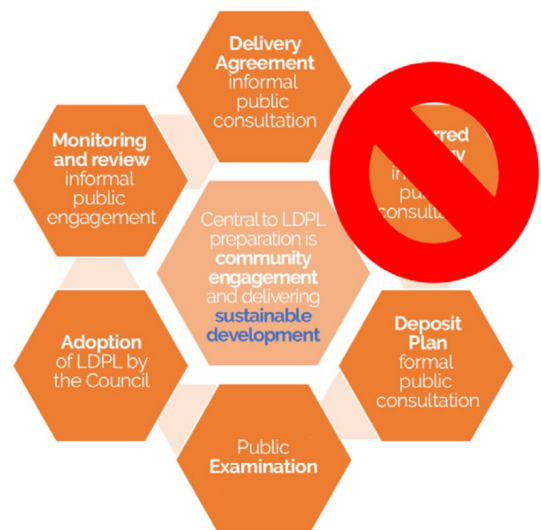 Delivery
Agreement
informal
public
consultation
Monitoring
and review
informal
public
engagement
Central to LDPL
preparation is
community
engagement
and delivering
sustainable
development
Deposit
Plan
formal
public
consultation
Adoption
of LDPL by
the Council
Public
Examination